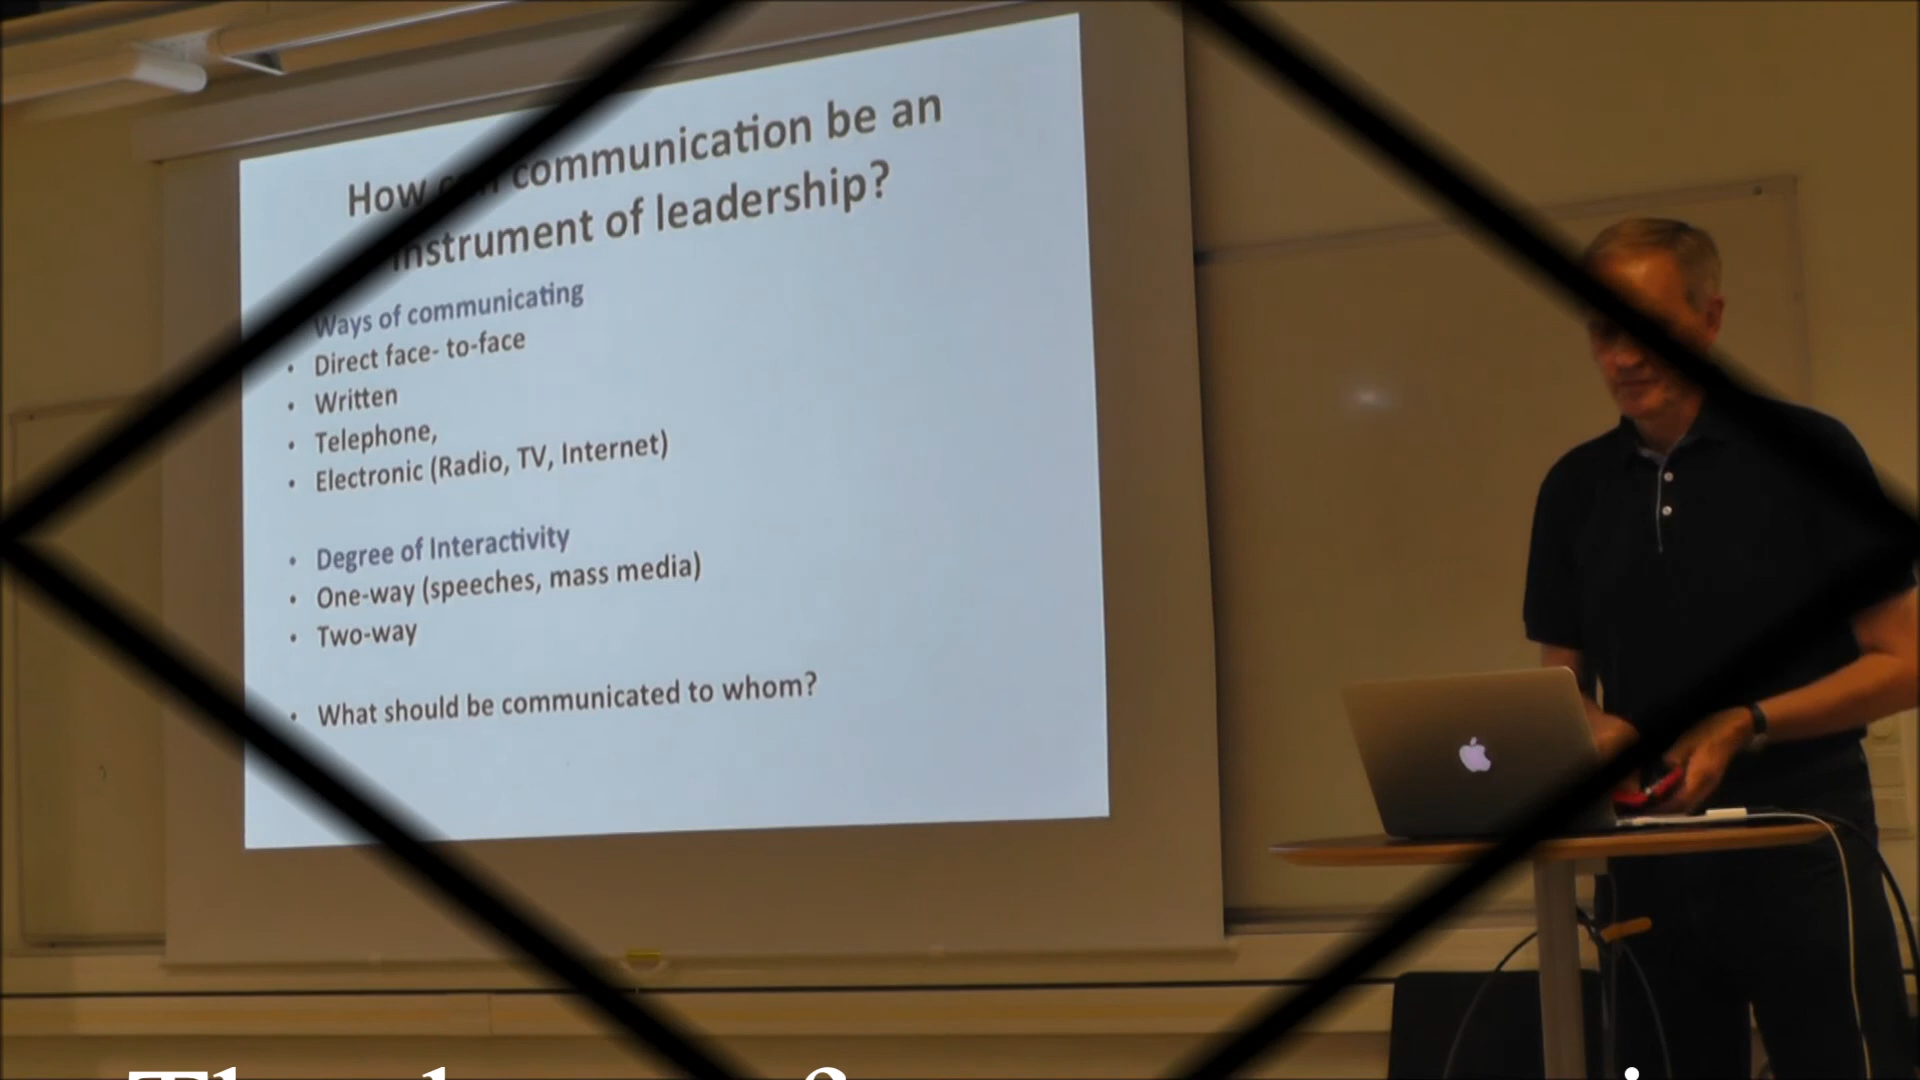 How can communication be an
instrument of leadership?
Ways of communicating
• Direct face- to-face
• Written
• Telephone,
• Electronic (Radio, TV, Internet)
• Degree of Interactivity
• One-way (speeches, mass media)
• Two-way
• What should be communicated to whom?